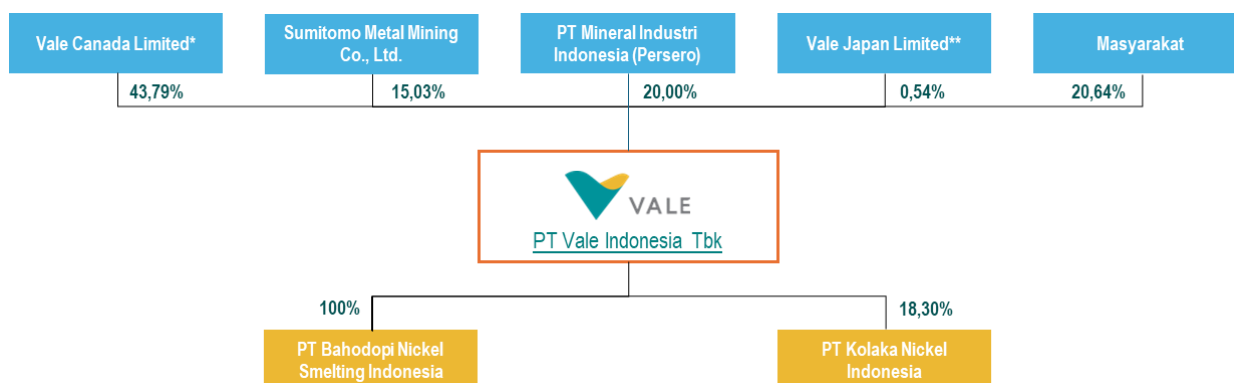 Vale Canada Limited*
Sumitomo Metal Mining
Co., Ltd.
PT Mineral Industri
Indonesia (Persero)
Vale Japan Limited**
Masyarakat
43,79%
15,03%
20,00%
0,54%
20,64%
VALE
PT Vale Indonesia Tbk
100%
18,30%
PT Bahodopi Nickel
Smelting Indonesia
PT Kolaka Nickel
Indonesia